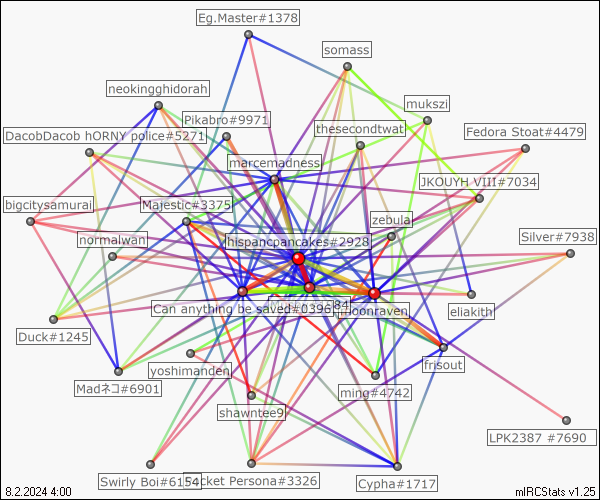 Eg.Master#1378
somass
neokingghidorah
mukszi
Pikabro#9971
thesecondtwat
DacobDacob hORNY police#5271
Fedora Stoat#4479
marcemadness
JKOUYH VIII#7034
bigcitysamurai
Majestic#3375
zebula
normalwan
hispancpancakes#2928
Silver#7938
84
Can anything be saved#0396
moonraven
eliakith
Duck#1245
frisout
yoshimanden
Madネコ#6901
ming#4742
shawntee9
LPK2387 #7690
Swirly Boi#6154
cket Persona#3326
Cypha#1717
8.2.2024 4:00
mIRCStats v1.25